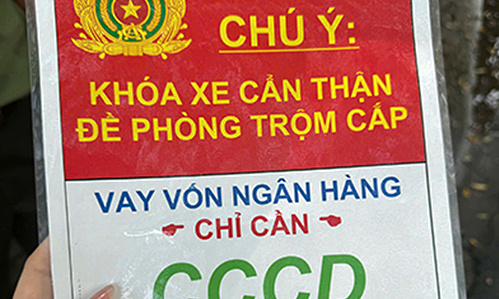 CHÚ Ý:
KHÓA XE CẨN THẬN
ĐỀ PHÒNG TRỘM CẮP
VAY VỐN NGÂN HÀNG
CHỈ CẦN
CCCD